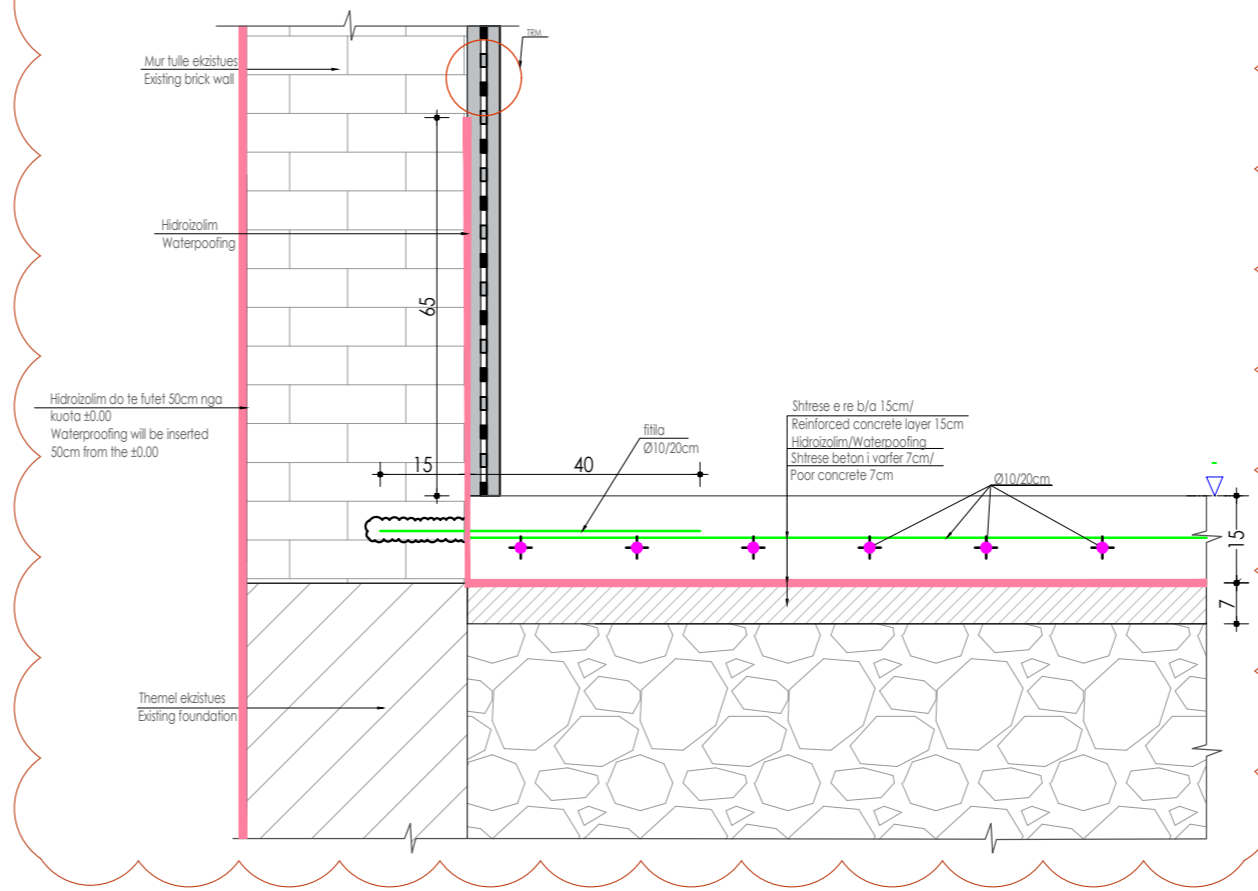 TRM
Mur tulle ekzistues
Existing brick wall
65
Hidroizolim
Waterpoofing
Hidroizolim do te futet 50cm nga
kuota ±0.00
Waterproofing will be inserted
50cm from the ±0.00
15
40
fitila
Ø10/20cm
Shtrese e re b/a 15cm/
Reinforced concrete layer 15cm
Hidroizolim/Waterpoofing
Shtrese beton i varfer 7cm/
Poor concrete 7cm
Ø10/20cm
15
7
Themel ekzistues
Existing foundation